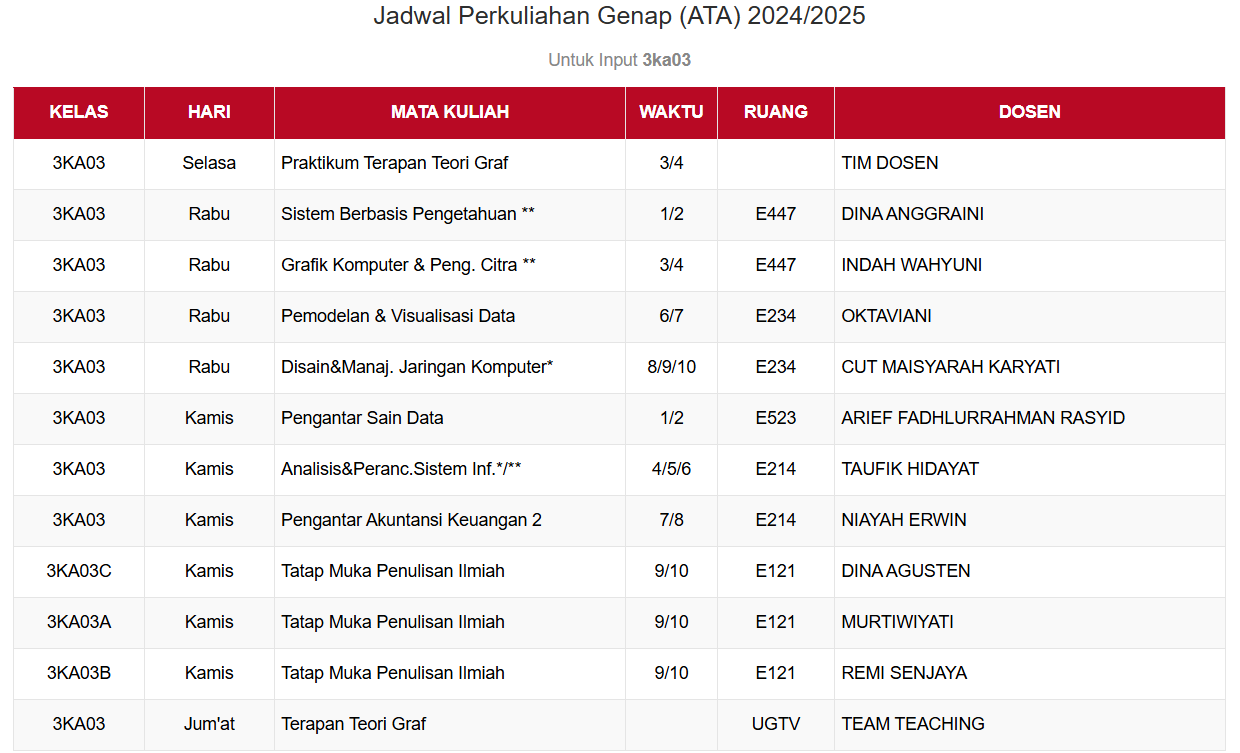 Jadwal Perkuliahan Genap (ATA) 2024/2025
Untuk Input 3ka03
KELAS HARI MATA KULIAH WAKTU RUANG DOSEN
3KA03 Selasa Praktikum Terapan Teori Graf 3/4 TIM DOSEN
3KA03 Rabu Sistem Berbasis Pengetahuan ** 1/2 E447 DINA ANGGRAINI
3KA03 Rabu Grafik Komputer & Peng. Citra ** 3/4 E447 INDAH WAHYUNI
3KA03 Rabu Pemodelan & Visualisasi Data 6/7 E234 OKTAVIANI
3KA03 Rabu Disain&Manaj. Jaringan Komputer* 8/9/10 E234 CUT MAISYARAH KARYATI
3KA03 Kamis Pengantar Sain Data 1/2 E523 ARIEF FADHLURRAHMAN RASYID
3KA03 Kamis Analisis&Peranc.Sistem Inf.*/** 4/5/6 E214 TAUFIK HIDAYAT
3KA03 Kamis Pengantar Akuntansi Keuangan 2 7/8 E214 NIAYAH ERWIN
3KA03C Kamis Tatap Muka Penulisan Ilmiah 9/10 E121 DINA AGUSTEN
3KA03A Kamis Tatap Muka Penulisan Ilmiah 9/10 E121 MURTIWIYATI
3KA03B Kamis Tatap Muka Penulisan Ilmiah 9/10 E121 REMI SENJAYA
3KA03 Jum'at Terapan Teori Graf UGTV TEAM TEACHING